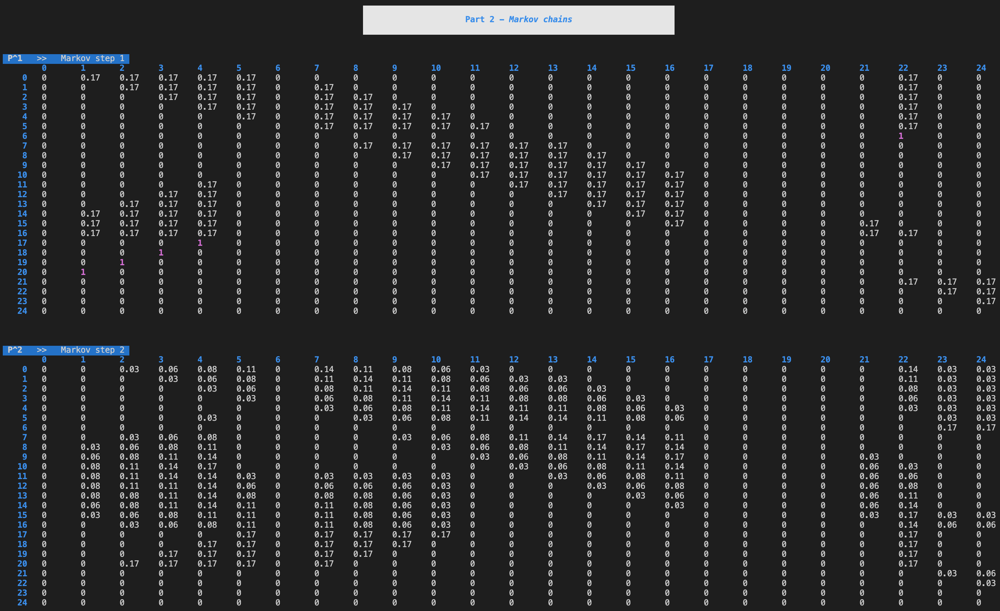 Part 2 – Markov chains
P^1 >> Markov step 1
0 1 2 3 4 5 6 7 8 9 10 11 12 13 14 15 16 17 18 19 20 21 22 23 24
0 0 0.17 0.17 0.17 0.17 0.17 0 0 0 0 0 0 0 0 0 0 0 0 0 0 0 0 0.17 0 0
1 0 0 0.17 0.17 0.17 0.17 0 0.17 0 0 0 0 0 0 0 0 0 0 0 0 0 0 0.17 0 0
2 0 0 0 0.17 0.17 0.17 0 0.17 0.17 0 0 0 0 0 0 0 0 0 0 0 0 0 0.17 0 0
3 0 0 0 0 0.17 0.17 0 0.17 0.17 0.17 0 0 0 0 0 0 0 0 0 0 0 0 0.17 0 0
4 0 0 0 0 0 0.17 0 0.17 0.17 0.17 0.17 0 0 0 0 0 0 0 0 0 0 0 0.17 0 0
5 0 0 0 0 0 0 0 0.17 0.17 0.17 0.17 0.17 0 0 0 0 0 0 0 0 0 0 0.17 0 0
6 0 0 0 0 0 0 0 0 0 0 0 0 0 0 0 0 0 0 0 0 0 0 1 0 0
7 0 0 0 0 0 0 0 0 0.17 0.17 0.17 0.17 0.17 0.17 0 0 0 0 0 0 0 0 0 0 0
8 0 0 0 0 0 0 0 0 0 0.17 0.17 0.17 0.17 0.17 0.17 0 0 0 0 0 0 0 0 0 0
9 0 0 0 0 0 0 0 0 0 0 0.17 0.17 0.17 0.17 0.17 0.17 0 0 0 0 0 0 0 0 0
10 0 0 0 0 0 0 0 0 0 0 0 0.17 0.17 0.17 0.17 0.17 0.17 0 0 0 0 0 0 0 0
11 0 0 0 0 0.17 0 0 0 0 0 0 0 0.17 0.17 0.17 0.17 0.17 0 0 0 0 0 0 0 0
12 0 0 0 0.17 0.17 0 0 0 0 0 0 0 0 0.17 0.17 0.17 0.17 0 0 0 0 0 0 0 0
13 0 0 0.17 0.17 0.17 0 0 0 0 0 0 0 0 0 0.17 0.17 0.17 0 0 0 0 0 0 0 0
14 0 0.17 0.17 0.17 0.17 0 0 0 0 0 0 0 0 0 0 0.17 0.17 0 0 0 0 0 0 0 0
15 0 0.17 0.17 0.17 0.17 0 0 0 0 0 0 0 0 0 0 0 0.17 0 0 0 0 0.17 0 0 0
16 0 0.17 0.17 0.17 0.17 0 0 0 0 0 0 0 0 0 0 0 0 0 0 0 0 0.17 0.17 0 0
17 0 0 0 0 1 0 0 0 0 0 0 0 0 0 0 0 0 0 0 0 0 0 0 0 0
18 0 0 0 1 0 0 0 0 0 0 0 0 0 0 0 0 0 0 0 0 0 0 0 0 0
19 0 0 1 0 0 0 0 0 0 0 0 0 0 0 0 0 0 0 0 0 0 0 0 0 0
20 0 1 0 0 0 0 0 0 0 0 0 0 0 0 0 0 0 0 0 0 0 0 0 0 0
21 0 0 0 0 0 0 0 0 0 0 0 0 0 0 0 0 0 0 0 0 0 0 0.17 0.17 0.17
22 0 0 0 0 0 0 0 0 0 0 0 0 0 0 0 0 0 0 0 0 0 0 0 0.17 0.17
23 0 0 0 0 0 0 0 0 0 0 0 0 0 0 0 0 0 0 0 0 0 0 0 0 0.17
24 0 0 0 0 0 0 0 0 0 0 0 0 0 0 0 0 0 0 0 0 0 0 0 0 0
P^2 >> Markov step 2
0 1 2 3 4 5 6 7 8 9 10 11 12 13 14 15 16 17 18 19 20 21 22 23 24
0 0 0 0.03 0.06 0.08 0.11 0 0.14 0.11 0.08 0.06 0.03 0 0 0 0 0 0 0 0 0 0 0.14 0.03 0.03
1 0 0 0 0.03 0.06 0.08 0 0.11 0.14 0.11 0.08 0.06 0.03 0.03 0 0 0 0 0 0 0 0 0.11 0.03 0.03
2 0 0 0 0 0.03 0.06 0 0.08 0.11 0.14 0.11 0.08 0.06 0.06 0.03 0 0 0 0 0 0 0 0.08 0.03 0.03
3 0 0 0 0 0 0.03 0 0.06 0.08 0.11 0.14 0.11 0.08 0.08 0.06 0.03 0 0 0 0 0 0 0.06 0.03 0.03
4 0 0 0 0 0 0 0 0.03 0.06 0.08 0.11 0.14 0.11 0.11 0.08 0.06 0.03 0 0 0 0 0 0.03 0.03 0.03
5 0 0 0 0 0.03 0 0 0 0.03 0.06 0.08 0.11 0.14 0.14 0.11 0.08 0.06 0 0 0 0 0 0 0.03 0.03
6 0 0 0 0 0 0 0 0 0 0 0 0 0 0 0 0 0 0 0 0 0 0 0 0.17 0.17
7 0 0 0.03 0.06 0.08 0 0 0 0 0.03 0.06 0.08 0.11 0.14 0.17 0.14 0.11 0 0 0 0 0 0 0 0
8 0 0.03 0.06 0.08 0.11 0 0 0 0 0 0.03 0.06 0.08 0.11 0.14 0.17 0.14 0 0 0 0 0 0 0 0
9 0 0.06 0.08 0.11 0.14 0 0 0 0 0 0 0.03 0.06 0.08 0.11 0.14 0.17 0 0 0 0 0.03 0 0 0
10 0 0.08 0.11 0.14 0.17 0 0 0 0 0 0 0 0.03 0.06 0.08 0.11 0.14 0 0 0 0 0.06 0.03 0 0
11 0 0.08 0.11 0.14 0.14 0.03 0 0.03 0.03 0.03 0.03 0 0 0.03 0.06 0.08 0.11 0 0 0 0 0.06 0.06 0 0
12 0 0.08 0.11 0.11 0.14 0.06 0 0.06 0.06 0.06 0.03 0 0 0 0.03 0.06 0.08 0 0 0 0 0.06 0.08 0 0
13 0 0.08 0.08 0.11 0.14 0.08 0 0.08 0.08 0.06 0.03 0 0 0 0 0.03 0.06 0 0 0 0 0.06 0.11 0 0
14 0 0.06 0.08 0.11 0.14 0.11 0 0.11 0.08 0.06 0.03 0 0 0 0 0 0.03 0 0 0 0 0.06 0.14 0 0
15 0 0.03 0.06 0.08 0.11 0.11 0 0.11 0.08 0.06 0.03 0 0 0 0 0 0 0 0 0 0 0.03 0.17 0.03 0.03
16 0 0 0.03 0.06 0.08 0.11 0 0.11 0.08 0.06 0.03 0 0 0 0 0 0 0 0 0 0 0 0.14 0.06 0.06
17 0 0 0 0 0 0.17 0 0.17 0.17 0.17 0.17 0 0 0 0 0 0 0 0 0 0 0 0.17 0 0
18 0 0 0 0 0.17 0.17 0 0.17 0.17 0.17 0 0 0 0 0 0 0 0 0 0 0 0 0.17 0 0
19 0 0 0 0.17 0.17 0.17 0 0.17 0.17 0 0 0 0 0 0 0 0 0 0 0 0 0 0.17 0 0
20 0 0 0.17 0.17 0.17 0.17 0 0.17 0 0 0 0 0 0 0 0 0 0 0 0 0 0 0.17 0 0
21 0 0 0 0 0 0 0 0 0 0 0 0 0 0 0 0 0 0 0 0 0 0 0 0.03 0.06
22 0 0 0 0 0 0 0 0 0 0 0 0 0 0 0 0 0 0 0 0 0 0 0 0 0.03
23 0 0 0 0 0 0 0 0 0 0 0 0 0 0 0 0 0 0 0 0 0 0 0 0 0
24 0 0 0 0 0 0 0 0 0 0 0 0 0 0 0 0 0 0 0 0 0 0 0 0 0